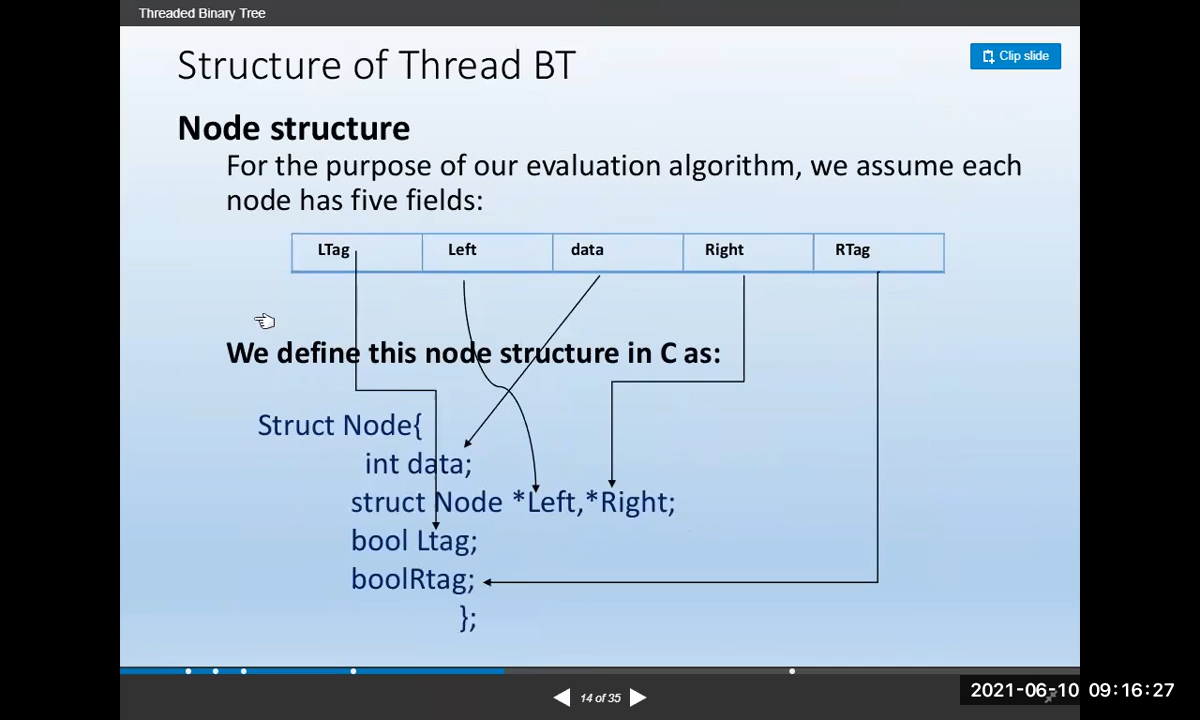 Threaded Binary Tree
Structure of Thread BT
Clip slide
Node structure
For the purpose of our evaluation algorithm, we assume each
node has five fields:
LTag Left data Right RTag
We define this node structure in C as:
Struct Node{
int data;
struct Node *Left,*Right;
bool Ltag;
boolRtag;
};
14 of 35
2021-06-10 09:16:27